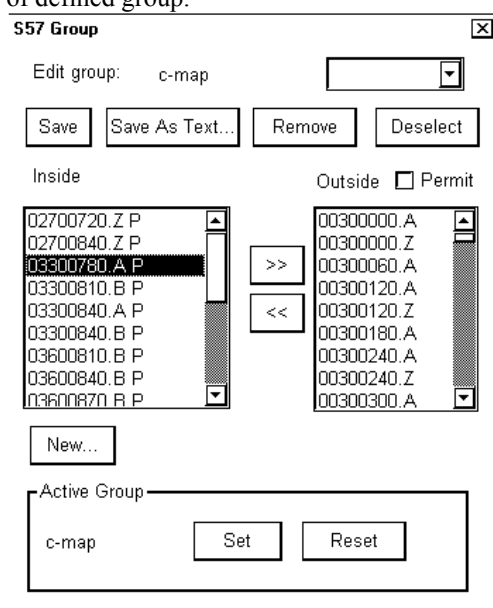 of defined group.
S57 Group
Edit group: c-map
Save Save As Text... Remove Deselect
Inside Outside Permit
02700720.Z P 00300000.A
02700840.Z P 00300000.Z
03300780.A P >> 00300060.A
03300810.B P 00300120.A
03300840.A P << 00300120.Z
03300840.B P 00300180.A
03600810.B P 00300240.A
03600840.B P 00300240.Z
03600870.B P 00300300.A
New...
Active Group
c-map Set Reset